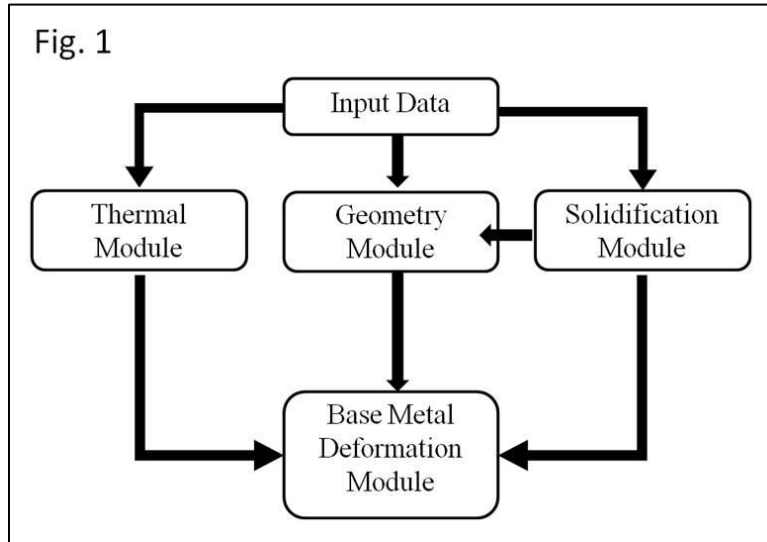 Fig. 1
Input Data
Thermal
Module
Geometry
Module
Solidification
Module
Base Metal
Deformation
Module